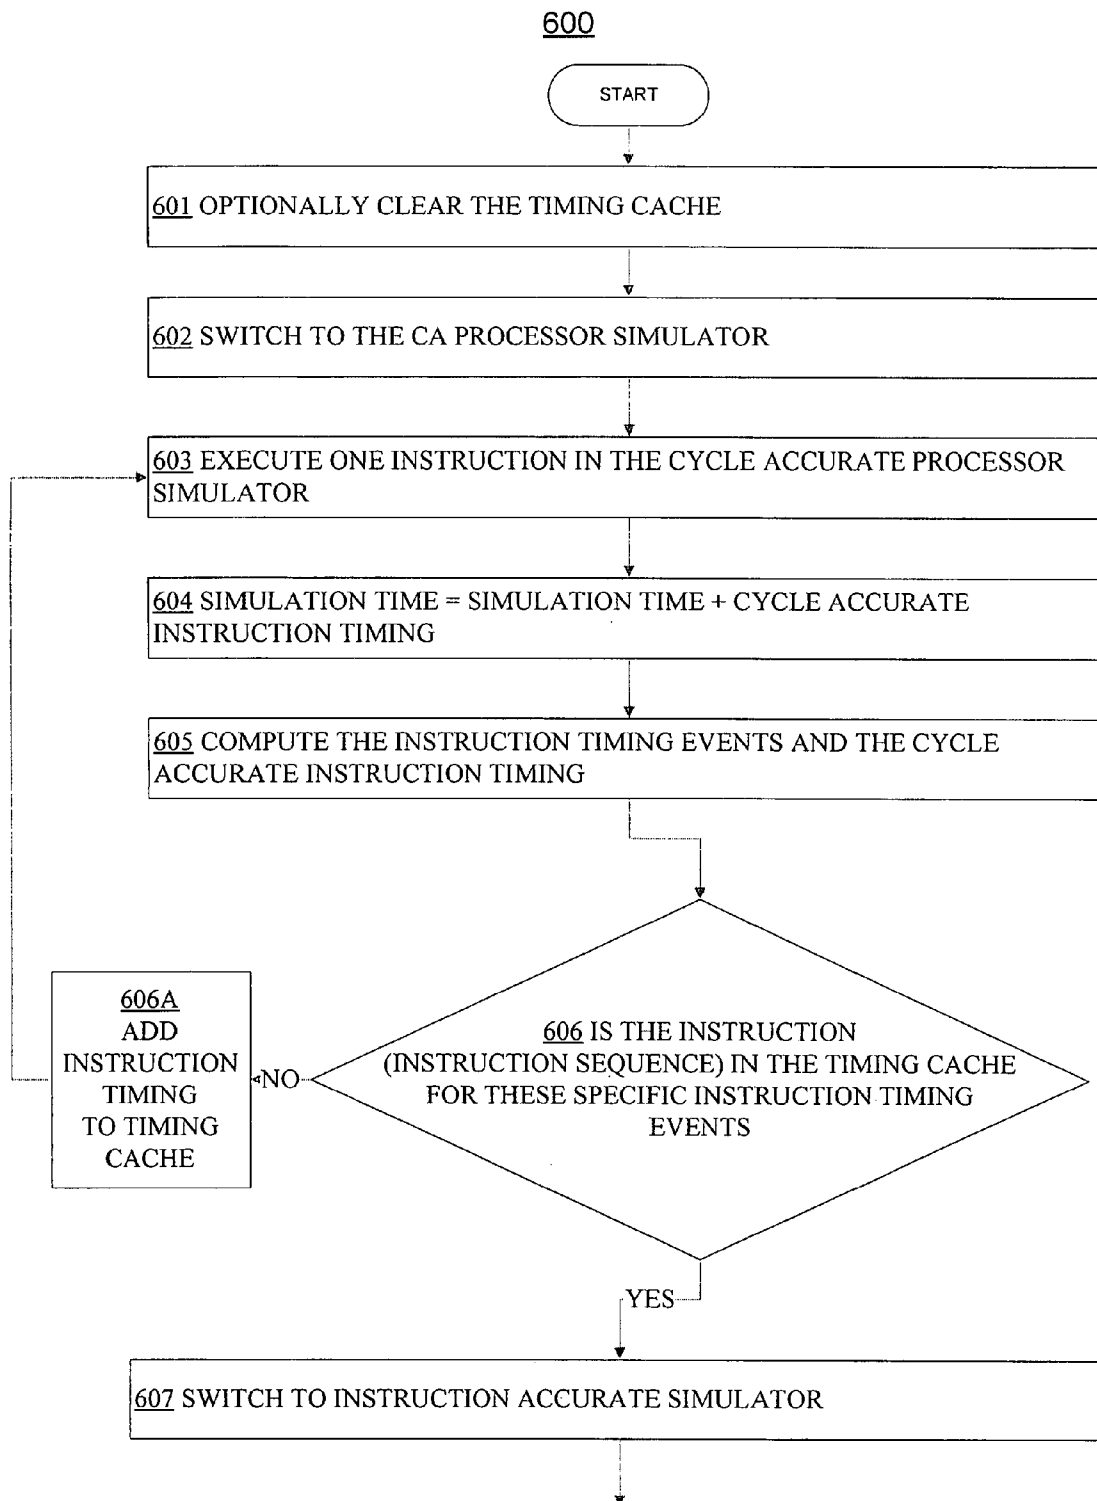 600
START
601 OPTIONALLY CLEAR THE TIMING CACHE
602 SWITCH TO THE CA PROCESSOR SIMULATOR
603 EXECUTE ONE INSTRUCTION IN THE CYCLE ACCURATE PROCESSOR
SIMULATOR
604 SIMULATION TIME = SIMULATION TIME + CYCLE ACCURATE
INSTRUCTION TIMING
605 COMPUTE THE INSTRUCTION TIMING EVENTS AND THE CYCLE
ACCURATE INSTRUCTION TIMING
606 IS THE INSTRUCTION
(INSTRUCTION SEQUENCE) IN THE TIMING CACHE
FOR THESE SPECIFIC INSTRUCTION TIMING
EVENTS
NO
606A
ADD
INSTRUCTION
TIMING
TO TIMING
CACHE
YES
607 SWITCH TO INSTRUCTION ACCURATE SIMULATOR